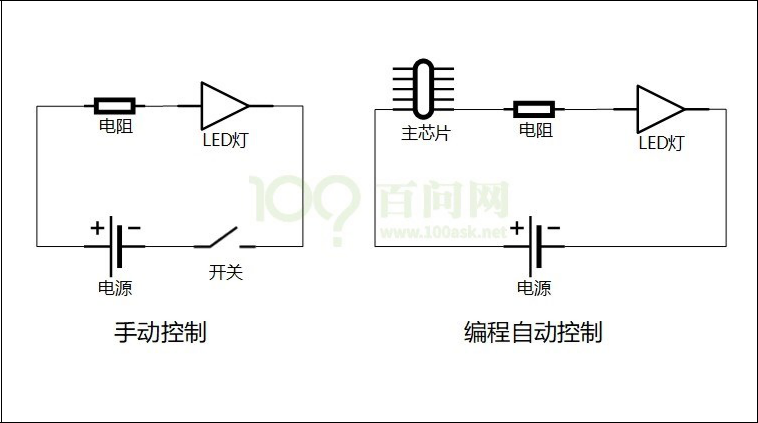 电阻
LED灯
+ −
电源
开关
手动控制
主芯片
电阻
LED灯
+ −
电源
编程自动控制
100? 百问网
www.100ask.net